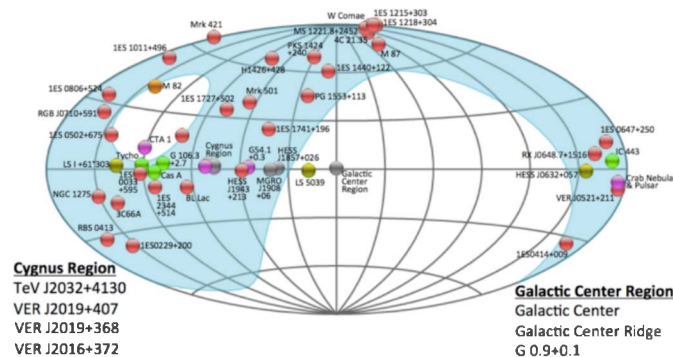 W Comae
1ES 1215+303
1ES 1218+304
MS 1221.8+2452
4C 21.35
M 87
Mrk 421
PKS 1424
+240
1ES 1011+496
H1426+428
1ES 1440+122
1ES 0806+524
M 82
Mrk 501
1ES 1727+502
PG 1553+113
RGB J0710+591
1ES 0502+675
CTA 1
1ES 1741+196
1ES 0647+250
Tycho
G 106.3
+2.7
Cygnus
Region
G54.1
+0.3
HESS
J1857+026
RX J0648.7+1516
IC 443
LS I +61°303
Cas A
1ES
0033
+595
HESS
J1943
+213
MGRO
J1908
+06
LS 5039
Galactic
Center
Region
HESS J0632+057
Crab Nebula
& Pulsar
NGC 1275
3C66A
1ES
2344
+514
BL Lac
VER J0521+211
RBS 0413
1ES0229+200
1ES0414+009
Cygnus Region
TeV J2032+4130
VER J2019+407
VER J2019+368
VER J2016+372
Galactic Center Region
Galactic Center
Galactic Center Ridge
G 0.9+0.1